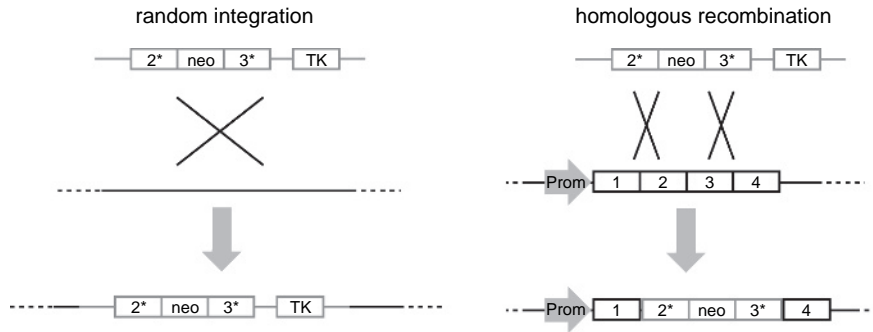 random integration
2* neo 3* TK
2* neo 3* TK
homologous recombination
2* neo 3* TK
Prom 1 2 3 4
Prom 1 2* neo 3* 4